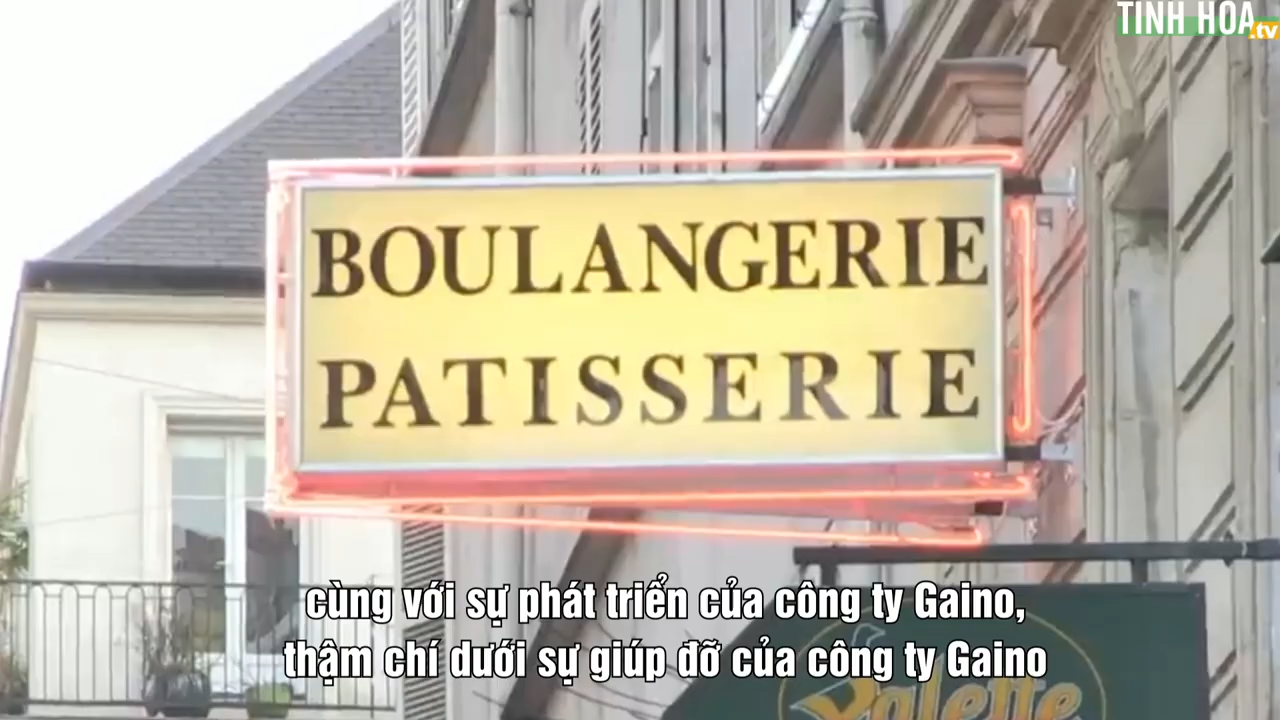 TINH HOA.tv
BOULANGERIE
PATISSERIE
cùng với sự phát triển của công ty Gaino,
thậm chí dưới sự giúp đỡ của công ty Gaino
Palette